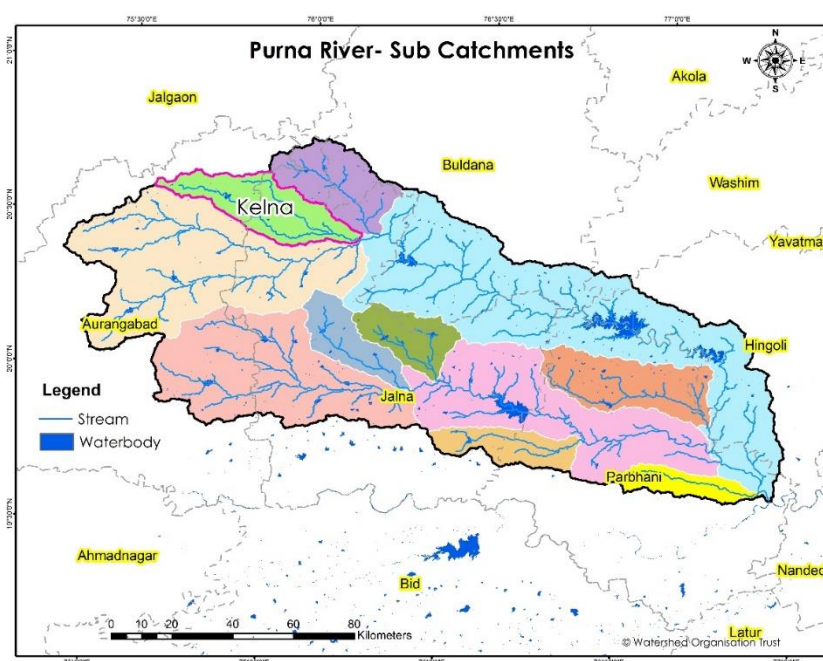 75°30'0"E
76°0'0"E
76°30'0"E
77°0'0"E
Purna River- Sub Catchments
N
W
E
S
21°0'0"N
Akola
Jalgaon
Buldana
Washim
20°30'0"N
Kelna
Yavatma
Aurangabad
Hingoli
20°0'0"N
Legend
Jalna
Stream
Waterbody
Parbhani
19°30'0"N
Ahmadnagar
Nanded
Bid
0 5 10 20 40 60 80
Kilometers
Latur
© Watershed Organisation Trust